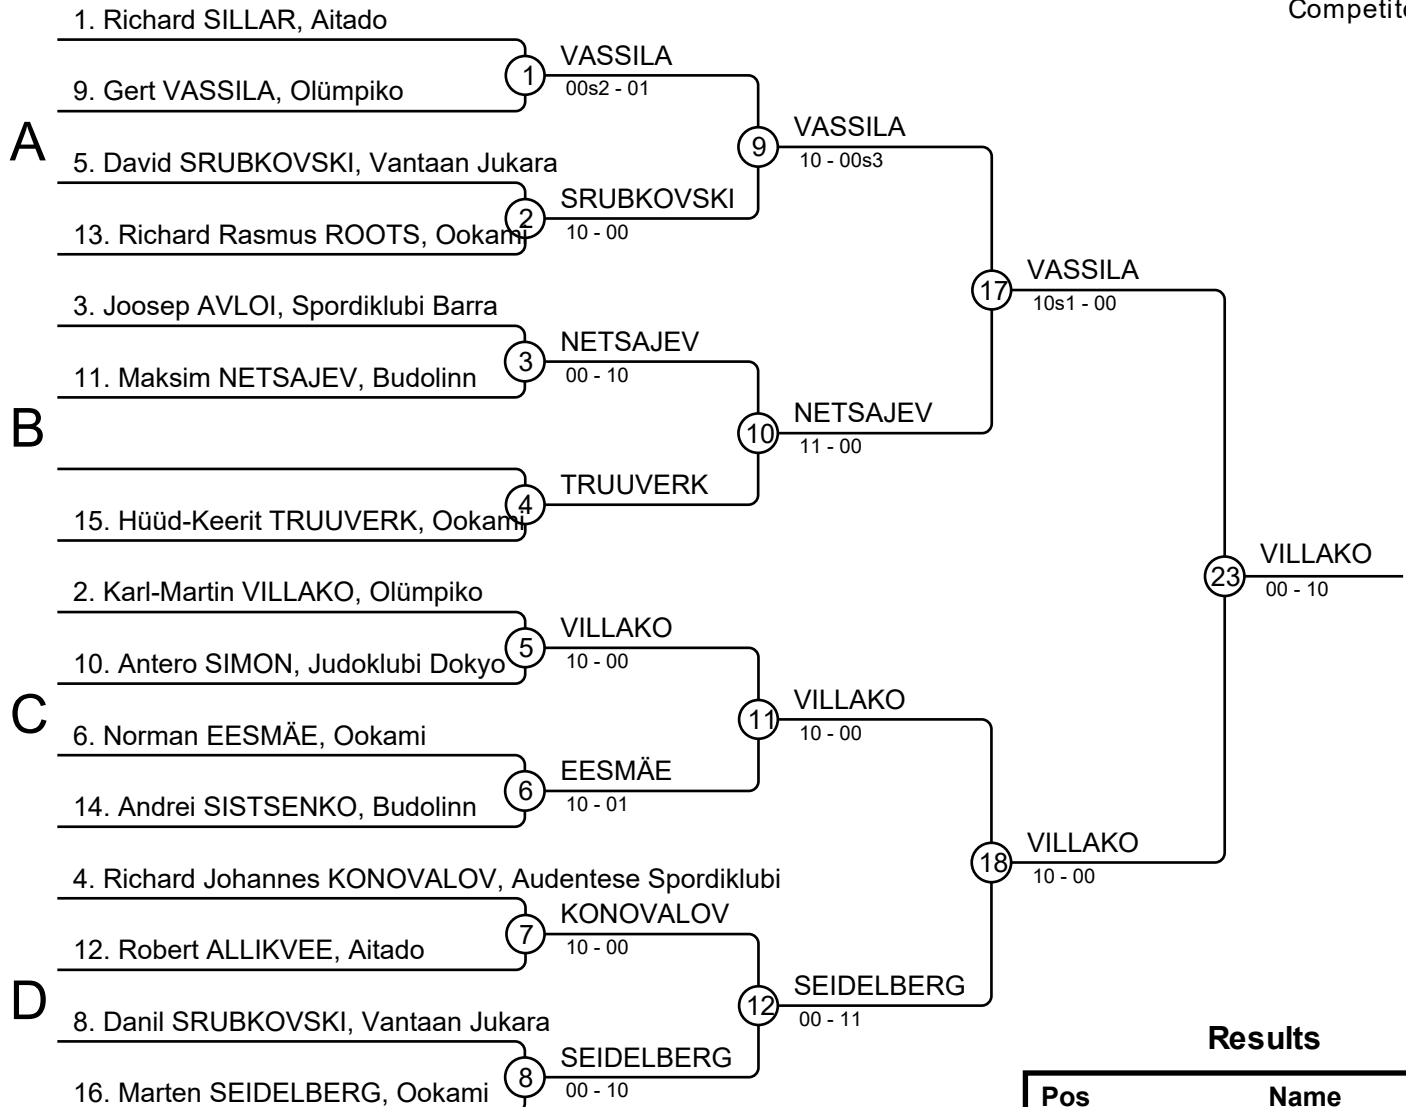 Competito
1. Richard SILLAR, Aitado
9. Gert VASSILA, Olümpiko
1
VASSILA
00s2 - 01
A
5. David SRUBKOVSKI, Vantaan Jukara
13. Richard Rasmus ROOTS, Ookami
2
SRUBKOVSKI
10 - 00
9
VASSILA
10 - 00s3
3. Joosep AVLOI, Spordiklubi Barra
11. Maksim NETSAJEV, Budolinn
3
NETSAJEV
00 - 10
B
15. Hüüd-Keerit TRUUVERK, Ookami
4
TRUUVERK
10
NETSAJEV
11 - 00
17
VASSILA
10s1 - 00
2. Karl-Martin VILLAKO, Olümpiko
10. Antero SIMON, Judoklubi Dokyo
5
VILLAKO
10 - 00
C
6. Norman EESMÄE, Ookami
14. Andrei SISTSENKO, Budolinn
6
EESMÄE
10 - 01
11
VILLAKO
10 - 00
4. Richard Johannes KONOVALOV, Audentese Spordiklubi
12. Robert ALLIKVEE, Aitado
7
KONOVALOV
10 - 00
D
8. Danil SRUBKOVSKI, Vantaan Jukara
16. Marten SEIDELBERG, Ookami
8
SEIDELBERG
00 - 10
12
SEIDELBERG
00 - 11
18
VILLAKO
10 - 00
23
VILLAKO
00 - 10
Results
Pos Name